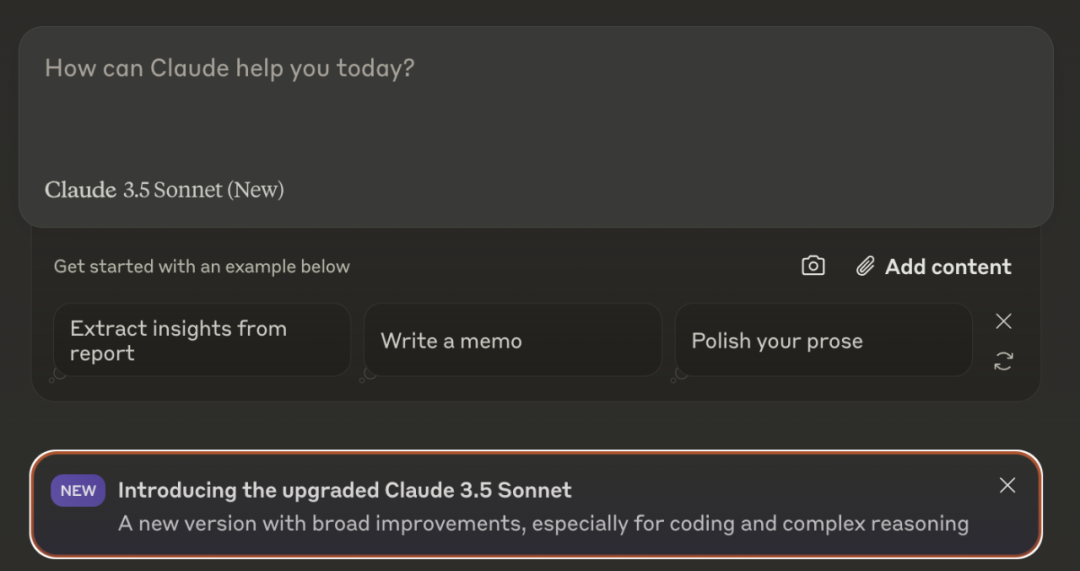 How can Claude help you today?
Claude 3.5 Sonnet (New)
Get started with an example below
Add content
Extract insights from
report
Write a memo
Polish your prose
NEW
Introducing the upgraded Claude 3.5 Sonnet
A new version with broad improvements, especially for coding and complex reasoning